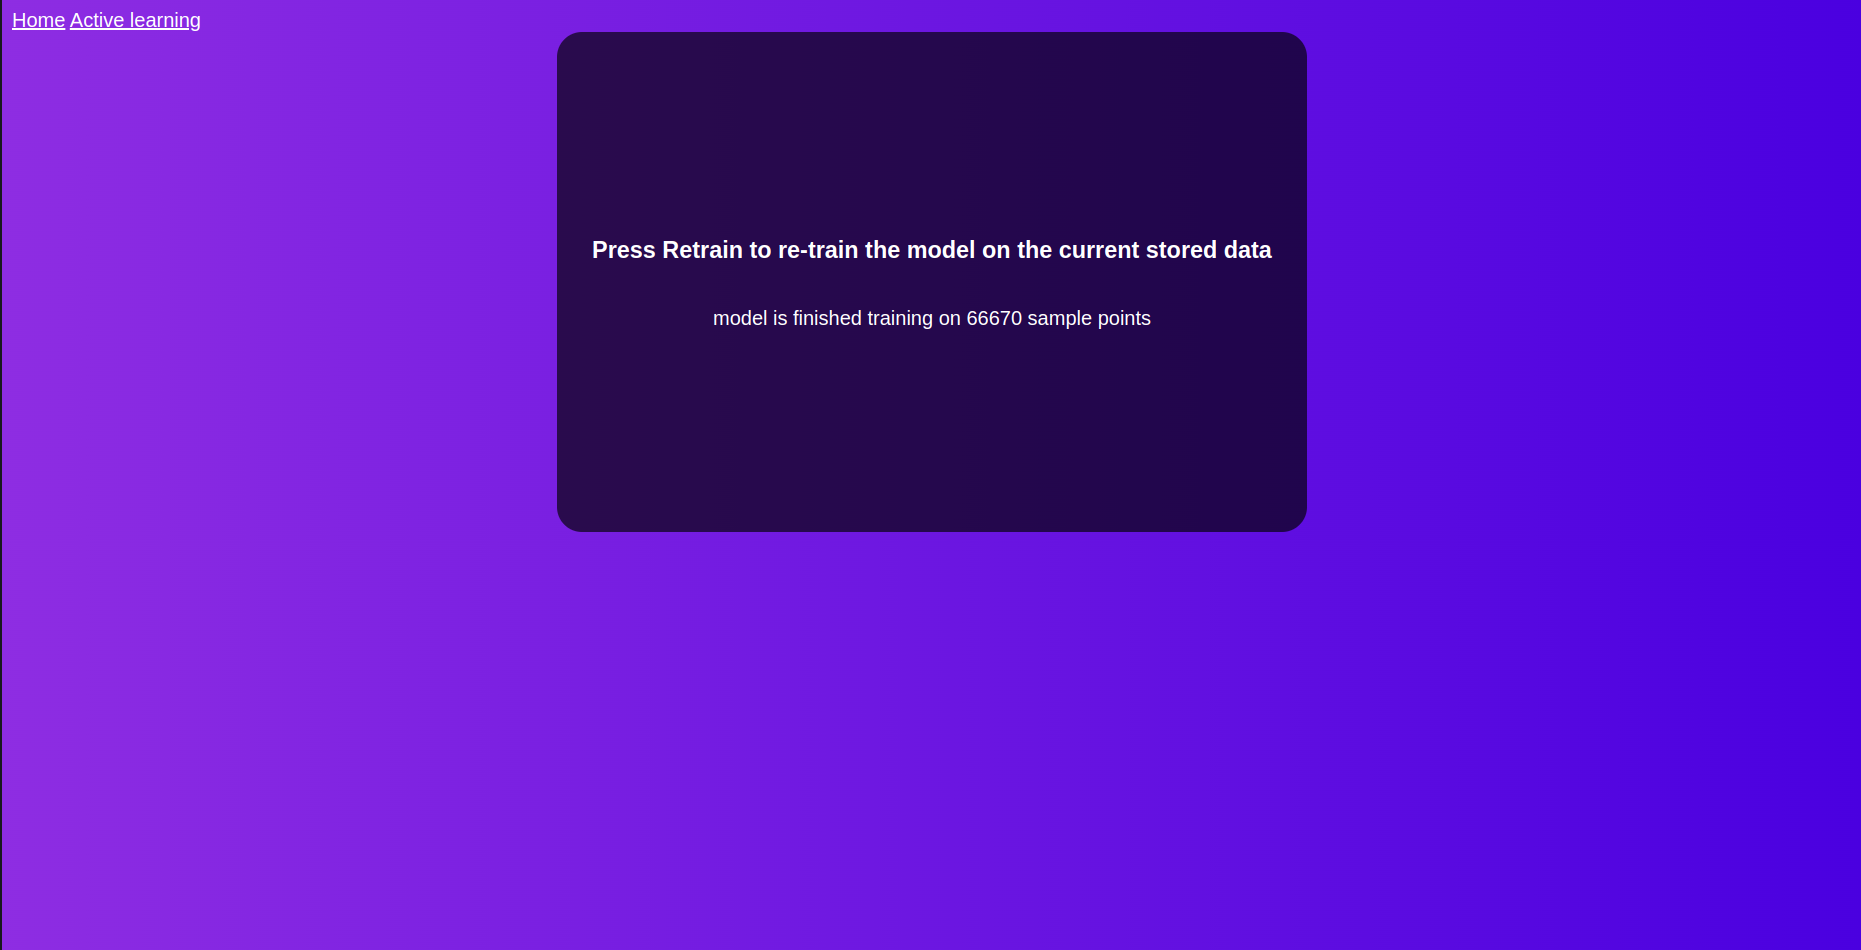 Home Active learning
Press Retrain to re-train the model on the current stored data
model is finished training on 66670 sample points